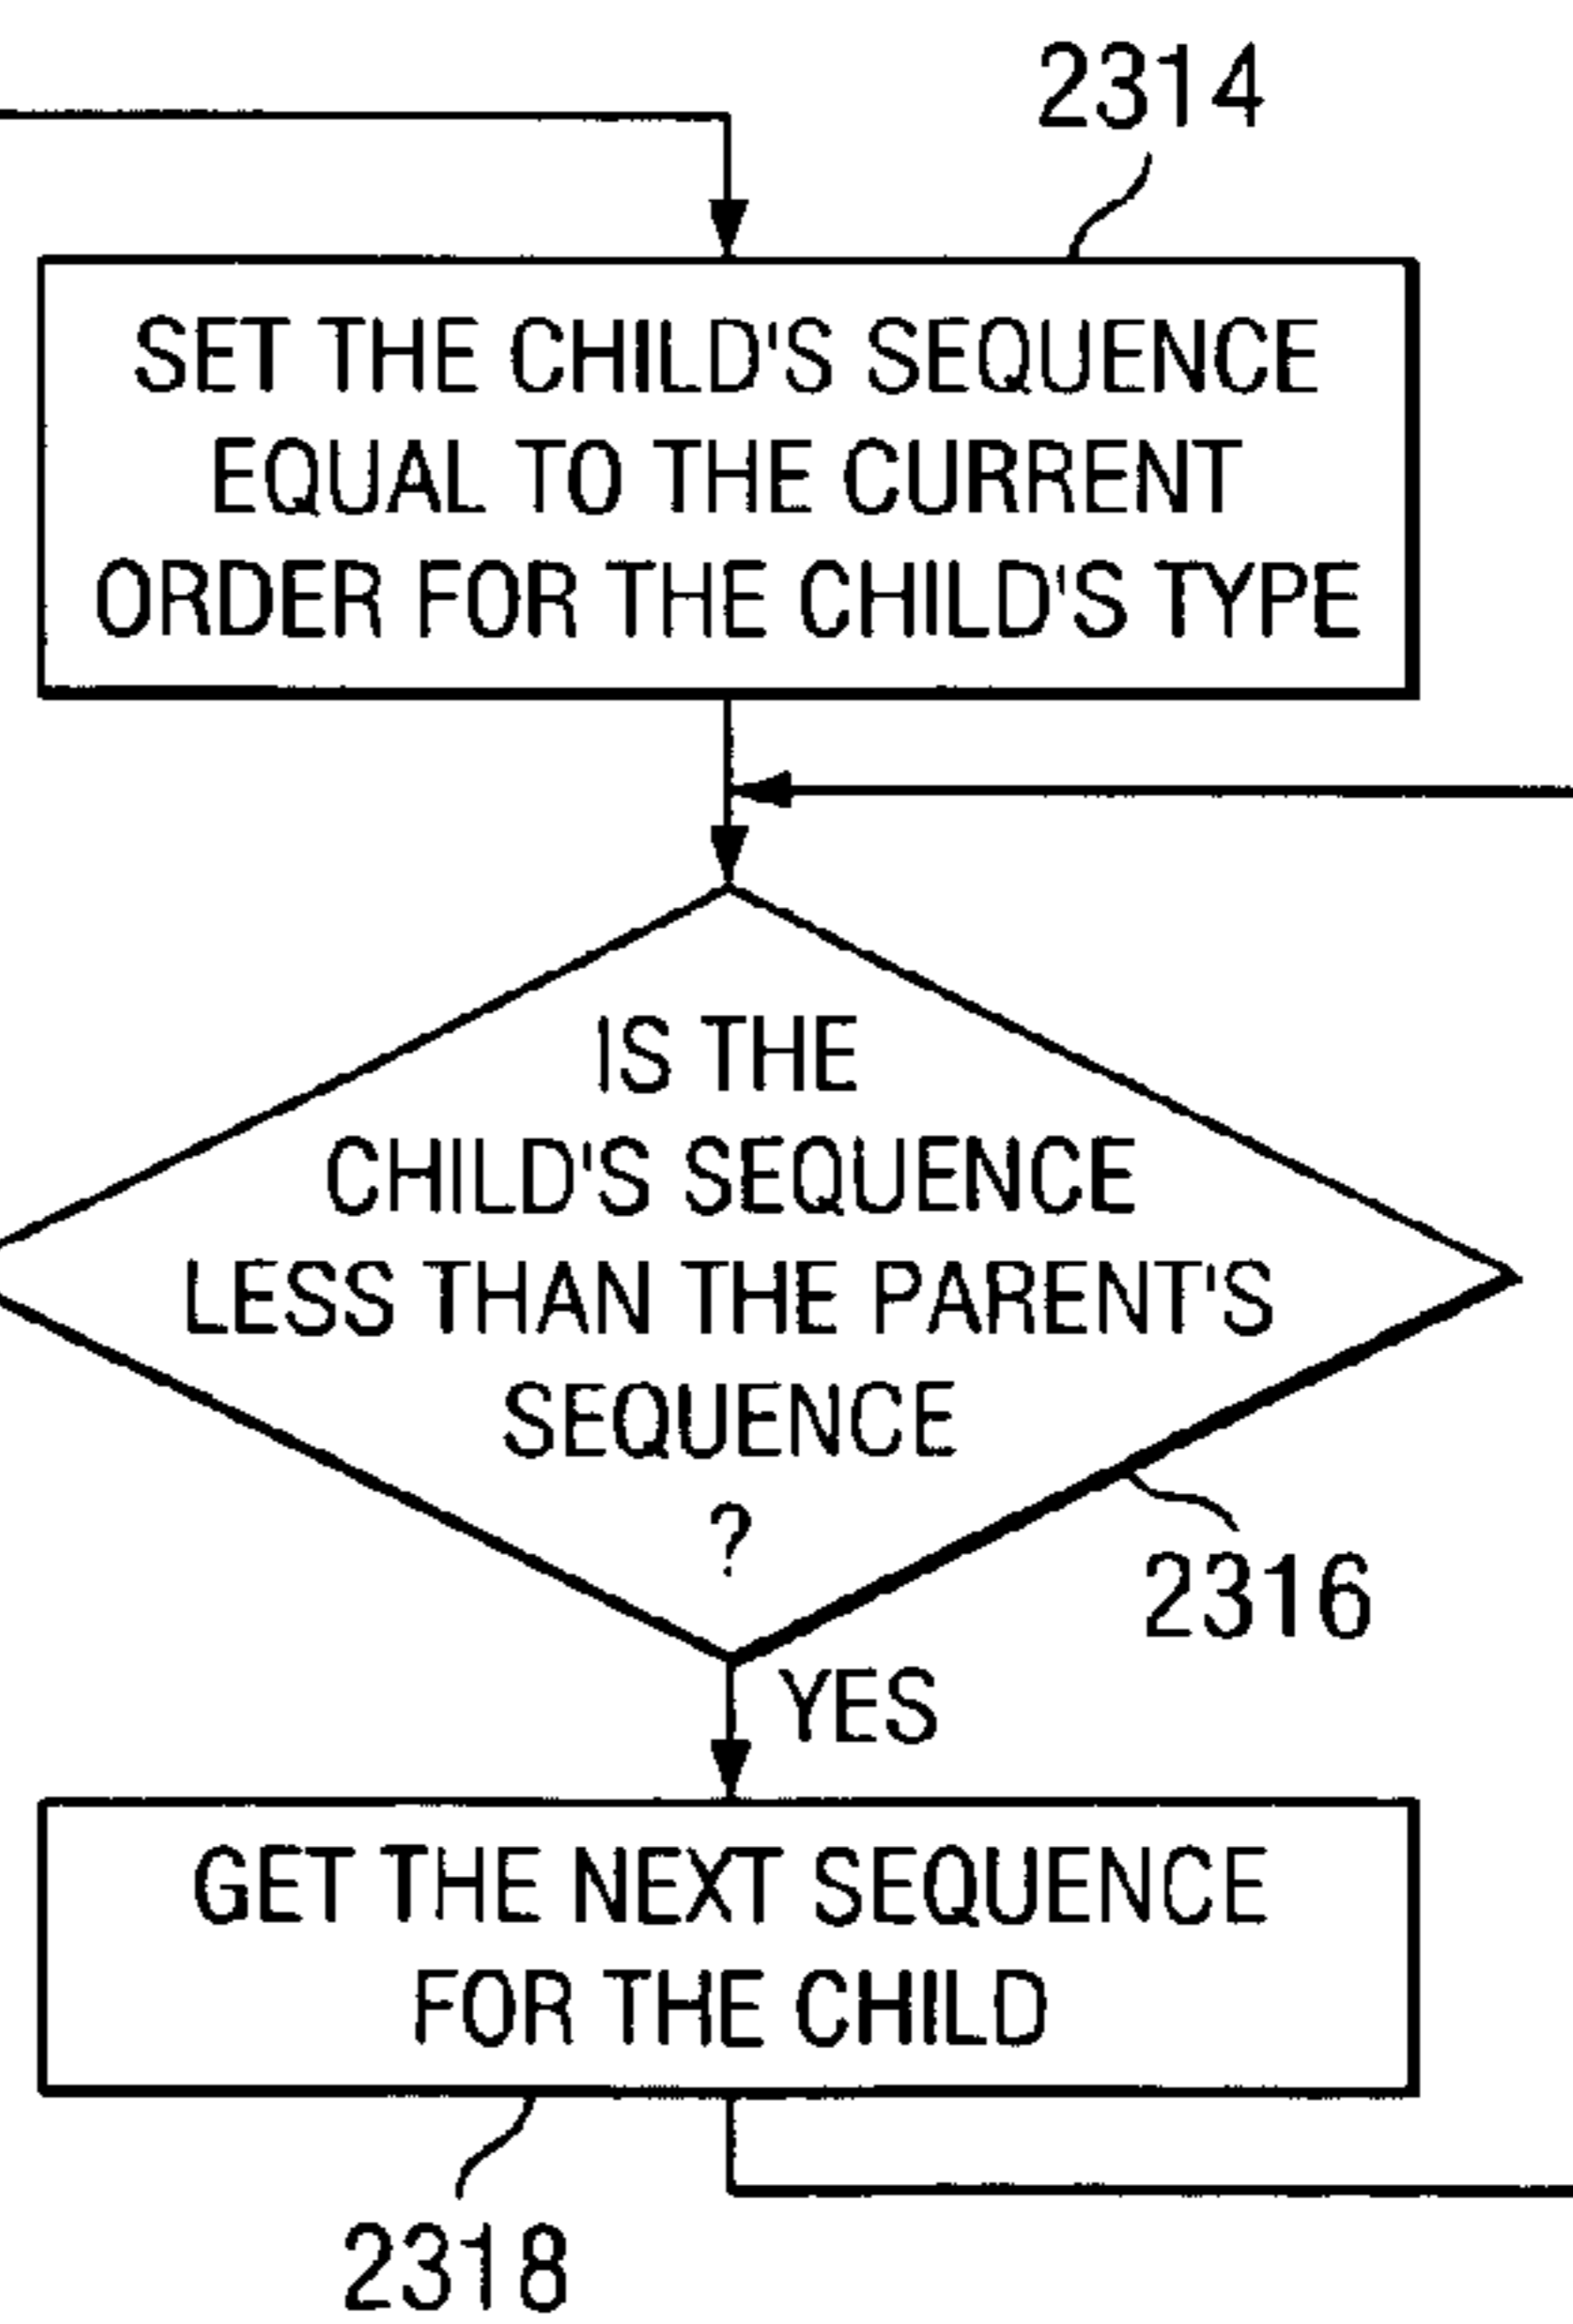 2314
SET THE CHILD'S SEQUENCE
EQUAL TO THE CURRENT
ORDER FOR THE CHILD'S TYPE
IS THE
CHILD'S SEQUENCE
LESS THAN THE PARENT'S
SEQUENCE
?
2316
YES
GET THE NEXT SEQUENCE
FOR THE CHILD
2318